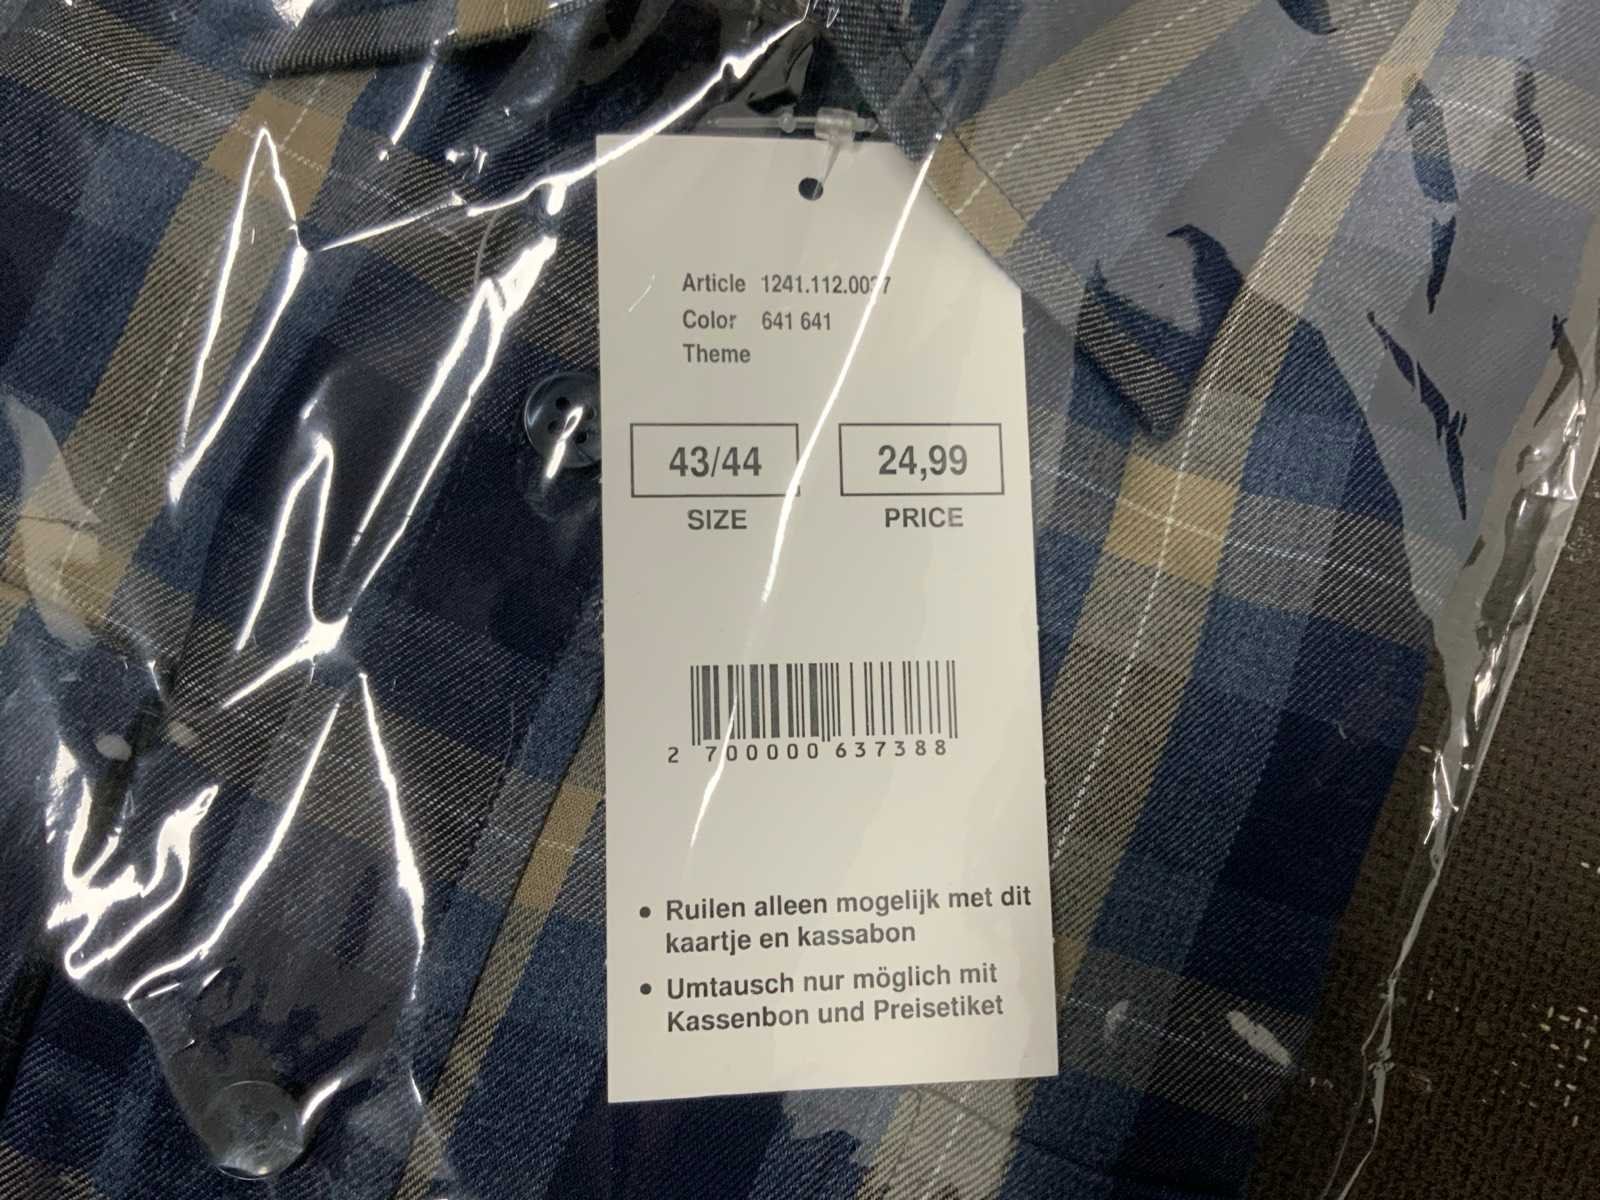 Article
Color 641 641
Theme
43/44 24,99
SIZE PRICE
2 700000 637388
• Ruilen alleen mogelijk met dit
kaartje en kassabon
• Umtausch nur möglich mit
Kassenbon und Preisetiket